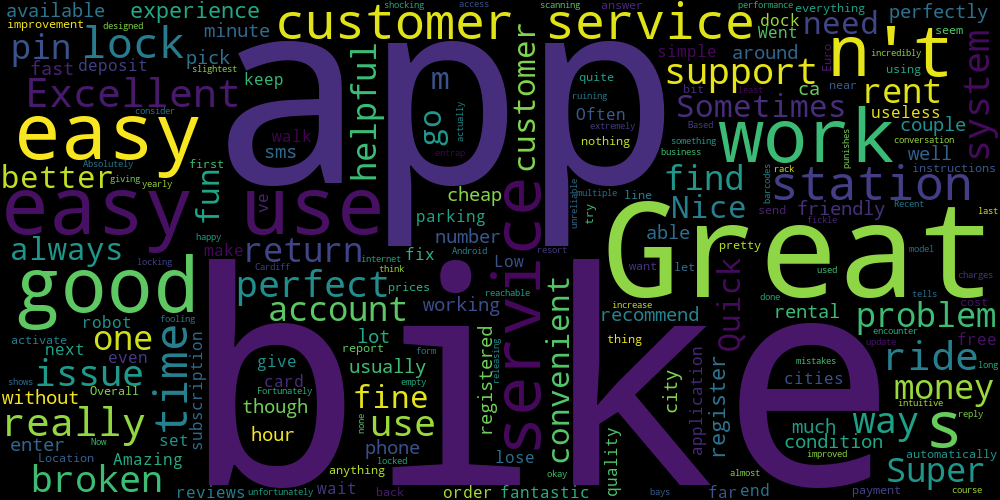 app
bike
Great
easy
easy use
good
customer service
work
n't
service
station
support
Excellent
lock
pin
available
experience
improvement
designed
minute
pick
fast
deposit
slightest
keep
consider
helpful
customer
m
go
actually
sms
walk
entrap
shocking
access
scanning
answer
performance
everything
dock
Went
need
perfectly
seem
system
around
simple
incredibly
Euro
using
near
rent
useless
couple
conversation
punishes
well
instructions
quite
ruining
Often
extremely
nothing
bit
least
ca
Sometimes
Based
business
something
find
rack
barcodes
Nice
send
friendly
Recent
fickle
last
able
pretty
model
want
let
used
tells
charges
Quick
better
Absolutely
giving
yearly
first
fun
ve
happy
always
locking
make
return
Cardiff
internet
think
Android
cheap
parking
number
line
multiple
unreliable
try
fix
Low
resort
prices
reachable
working
perfect
account
robot
activate
one
next
even
issue
time
shows
fooling
Overall
without
really
Now
set
subscription
enter
Location
Amazing
broken
reviews
unfortunately
lot
report
give
card
usually
form
Fortunately
empty
though
fine
use
hour
none
phone
locked
anything
wait
back
order
registered
releasing
convenient
lose
okay
fantastic
increase
recommend
thing
quality
city
application
register
done
rental
cost
free
problem
encounter
update
long
ride
mistakes
cities
intuitive
money
reply
way
s
much
condition
improved
automatically
Super
almost
far
end
bays
payment
course